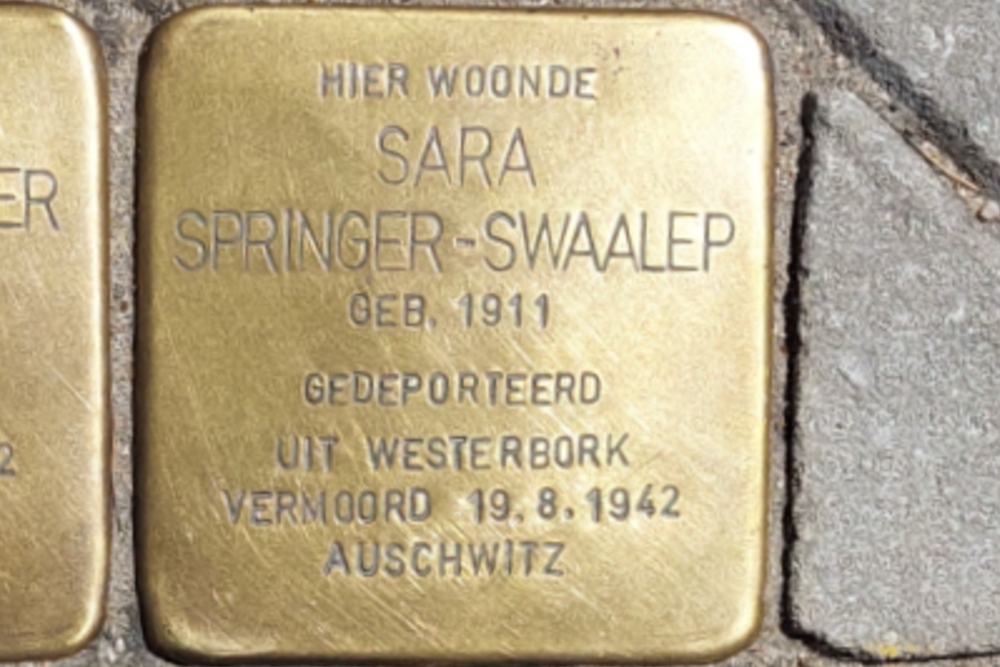 HIER WOONDE
SARA
SPRINGER-SWAALEP
GEB. 1911
GEDEPORTEERD
UIT WESTERBORK
VERMOORD 19.8.1942
AUSCHWITZ